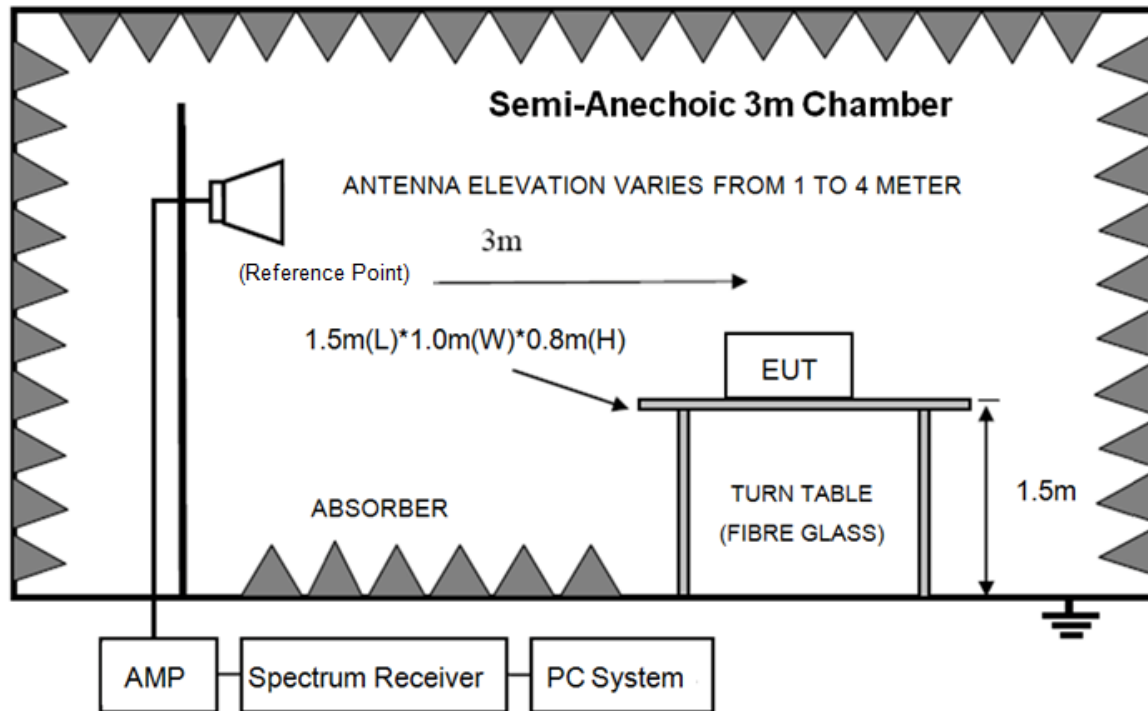 Semi-Anechoic 3m Chamber
ANTENNA ELEVATION VARIES FROM 1 TO 4 METER
3m
(Reference Point)
1.5m(L)*1.0m(W)*0.8m(H)
EUT
1.5m
TURN TABLE
(FIBRE GLASS)
ABSORBER
AMP
Spectrum Receiver
PC System